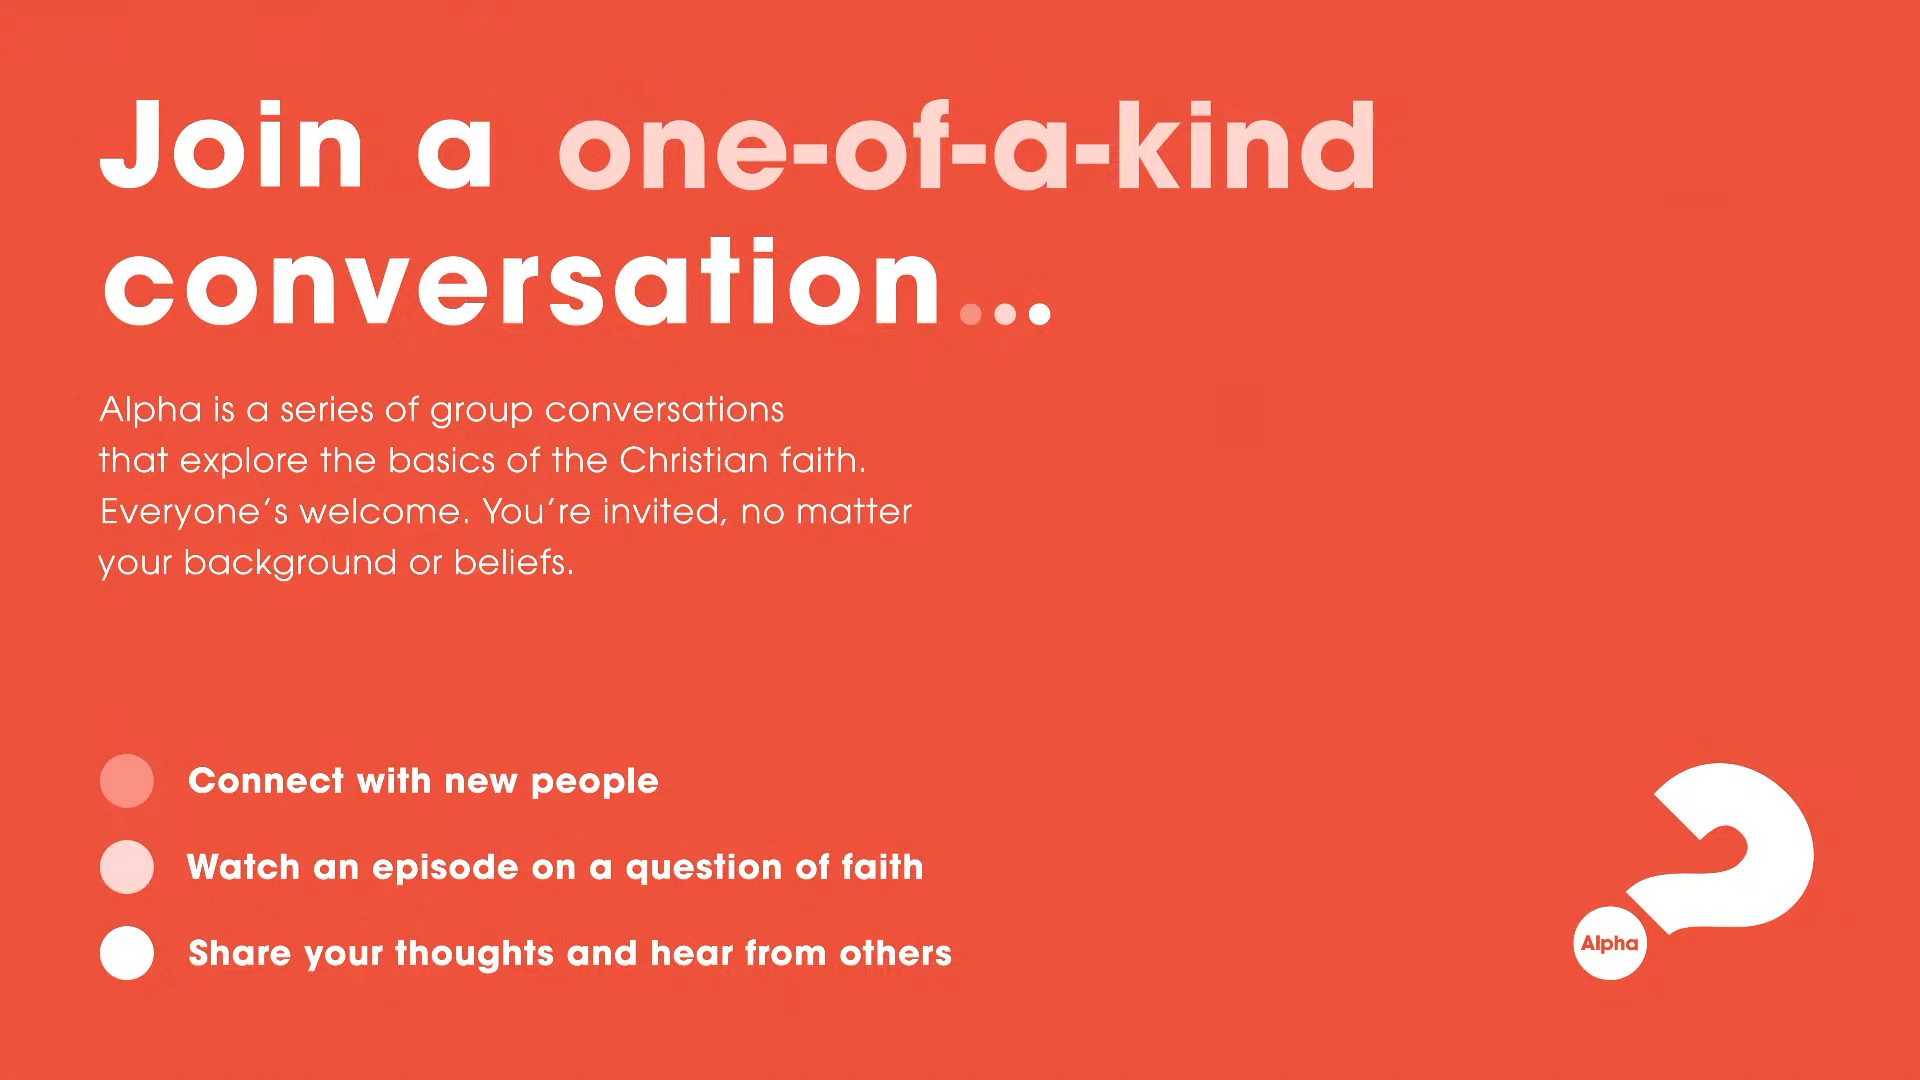 Join a one-of-a-kind
conversation...
Alpha is a series of group conversations
that explore the basics of the Christian faith.
Everyone’s welcome. You’re invited, no matter
your background or beliefs.
Connect with new people
Watch an episode on a question of faith
Share your thoughts and hear from others
Alpha